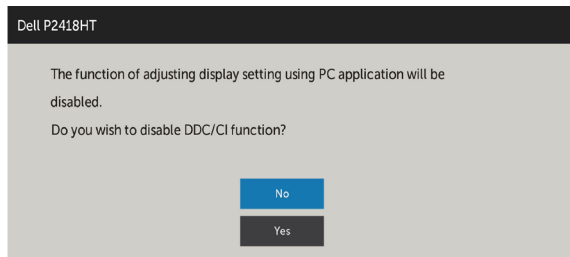 Dell P2418HT
The function of adjusting display setting using PC application will be
disabled.
Do you wish to disable DDC/CI function?
No
Yes